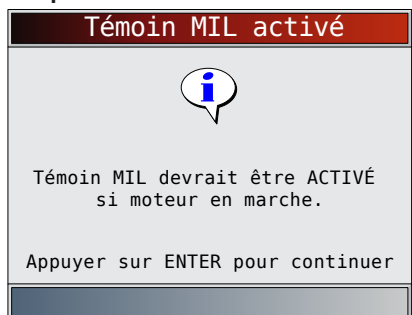 Témoin MIL activé
i
Témoin MIL devrait être ACTIVÉ
si moteur en marche.
Appuyer sur ENTER pour continuer